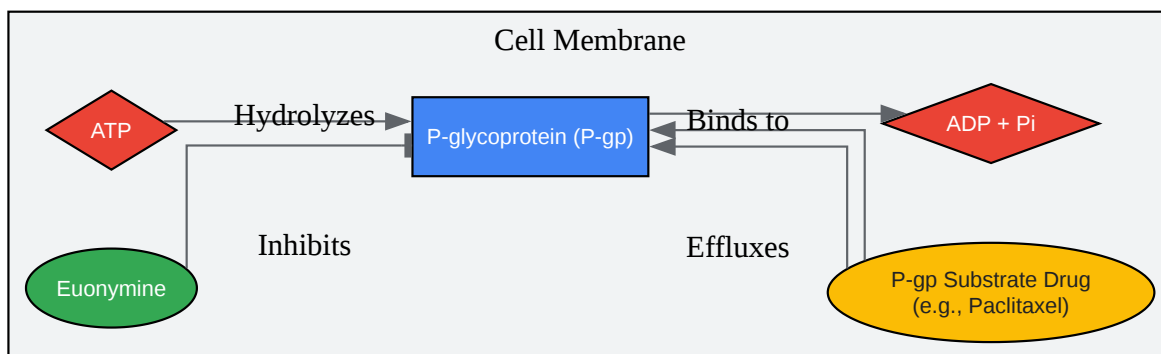 Cell Membrane
ATP
Hydrolyzes
P-glycoprotein (P-gp)
Binds to
ADP + Pi
Inhibits
Effluxes
Euonymine
P-gp Substrate Drug
(e.g., Paclitaxel)